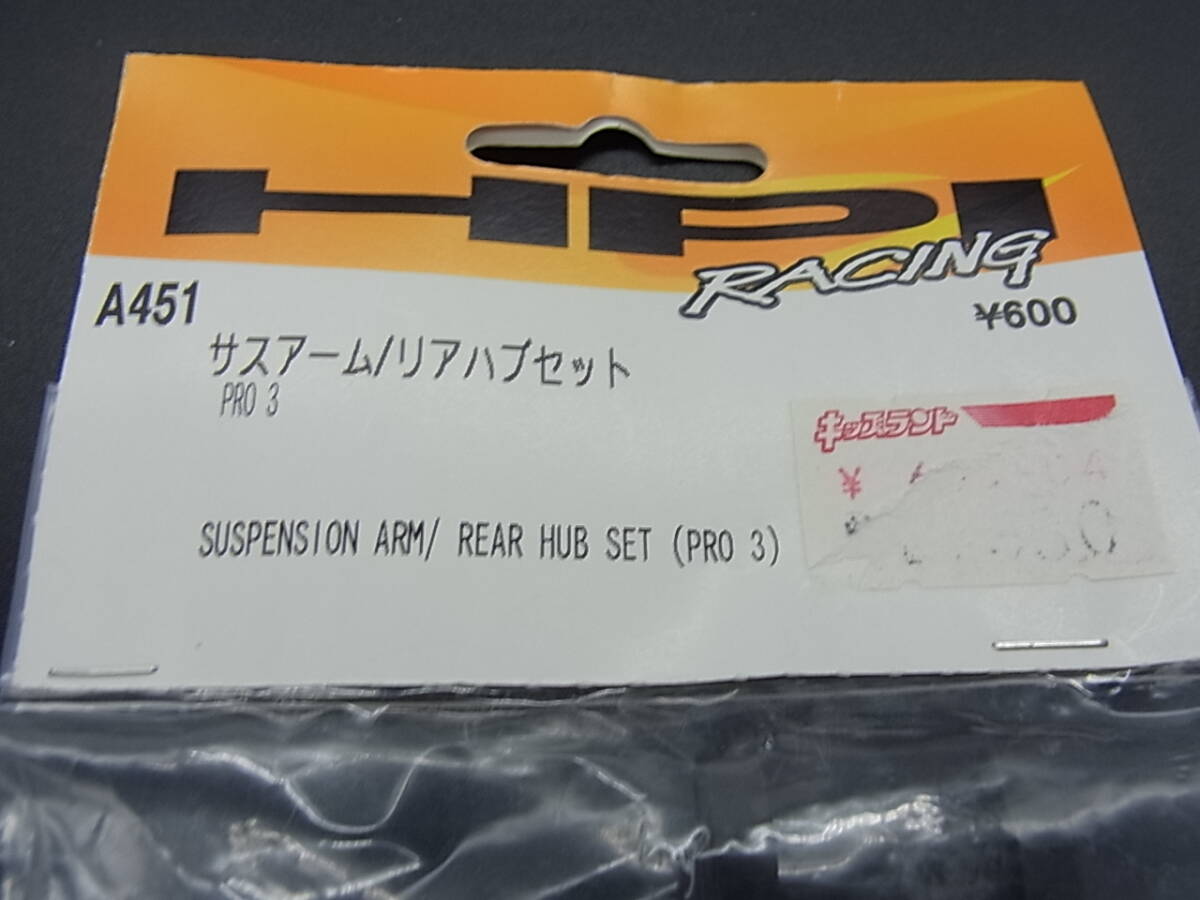 HPI
RACING
A451
¥600
サスアーム/リアハブセット
PRO 3
キッズランド
¥
SUSPENSION ARM/ REAR HUB SET (PRO 3)